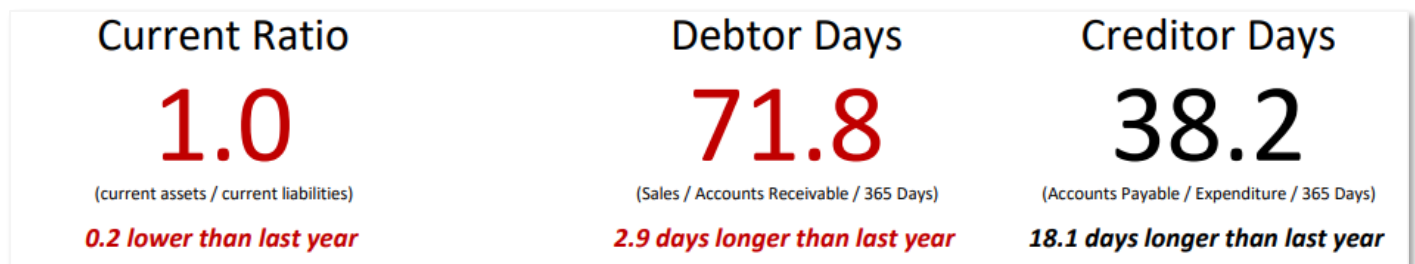 Current Ratio
1.0
(current assets / current liabilities)
0.2 lower than last year
Debtor Days
71.8
(Sales / Accounts Receivable / 365 Days)
2.9 days longer than last year
Creditor Days
38.2
(Accounts Payable / Expenditure / 365 Days)
18.1 days longer than last year